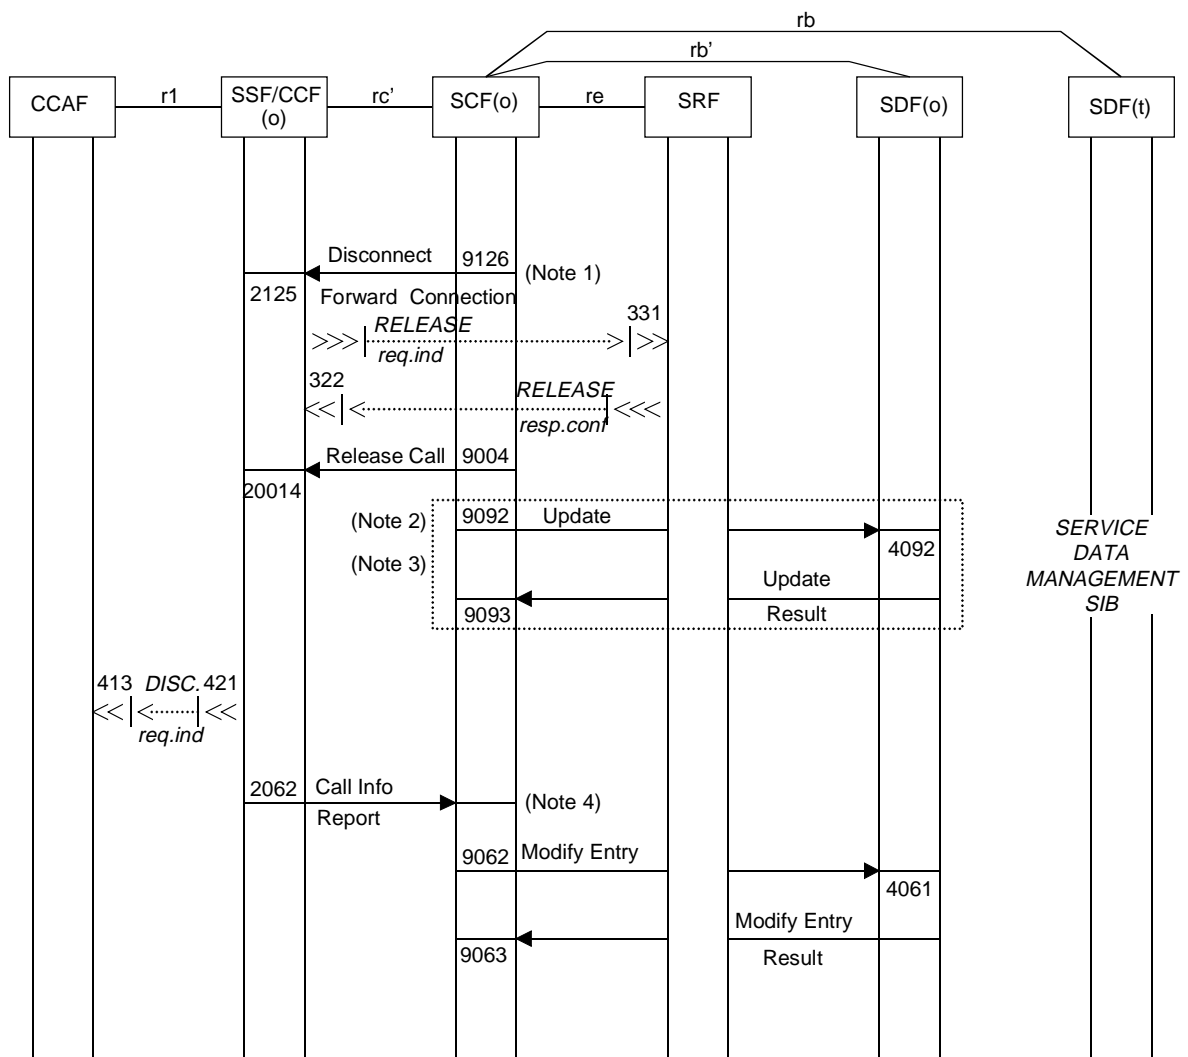 rb
rb'
CCAF
r1
SSF/CCF
(o)
rc'
SCF(o)
re
SRF
SDF(o)
SDF(t)
Disconnect
9126
(Note 1)
2125
Forward Connection
RELEASE
req.ind
331
322
RELEASE
resp.conf
Release Call
9004
20014
(Note 2)
9092
Update
4092
(Note 3)
Update
9093
Result
SERVICE
DATA
MANAGEMENT
SIB
413
DISC.
421
req.ind
2062
Call Info
Report
(Note 4)
9062
Modify Entry
4061
Modify Entry
9063
Result